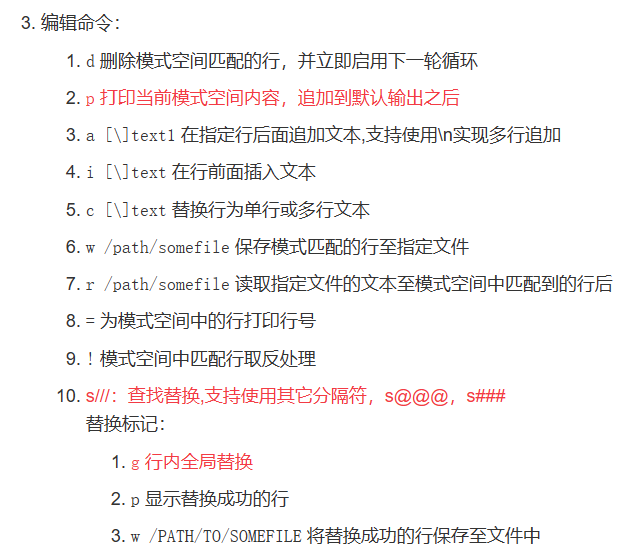 3. 编辑命令：
1. d 删除模式空间匹配的行，并立即启用下一轮循环
2. p 打印当前模式空间内容，追加到默认输出之后
3. a [\]text1 在指定行后面追加文本,支持使用\n实现多行追加
4. i [\]text 在行前面插入文本
5. c [\]text 替换行为单行或多行文本
6. w /path/somefile 保存模式匹配的行至指定文件
7. r /path/somefile 读取指定文件的文本至模式空间中匹配到的行后
8. = 为模式空间中的行打印行号
9. ! 模式空间中匹配行取反处理
10. s///：查找替换,支持使用其它分隔符，s@@@，s###
替换标记：
1. g 行内全局替换
2. p 显示替换成功的行
3. w /PATH/TO/SOMEFILE 将替换成功的行保存至文件中